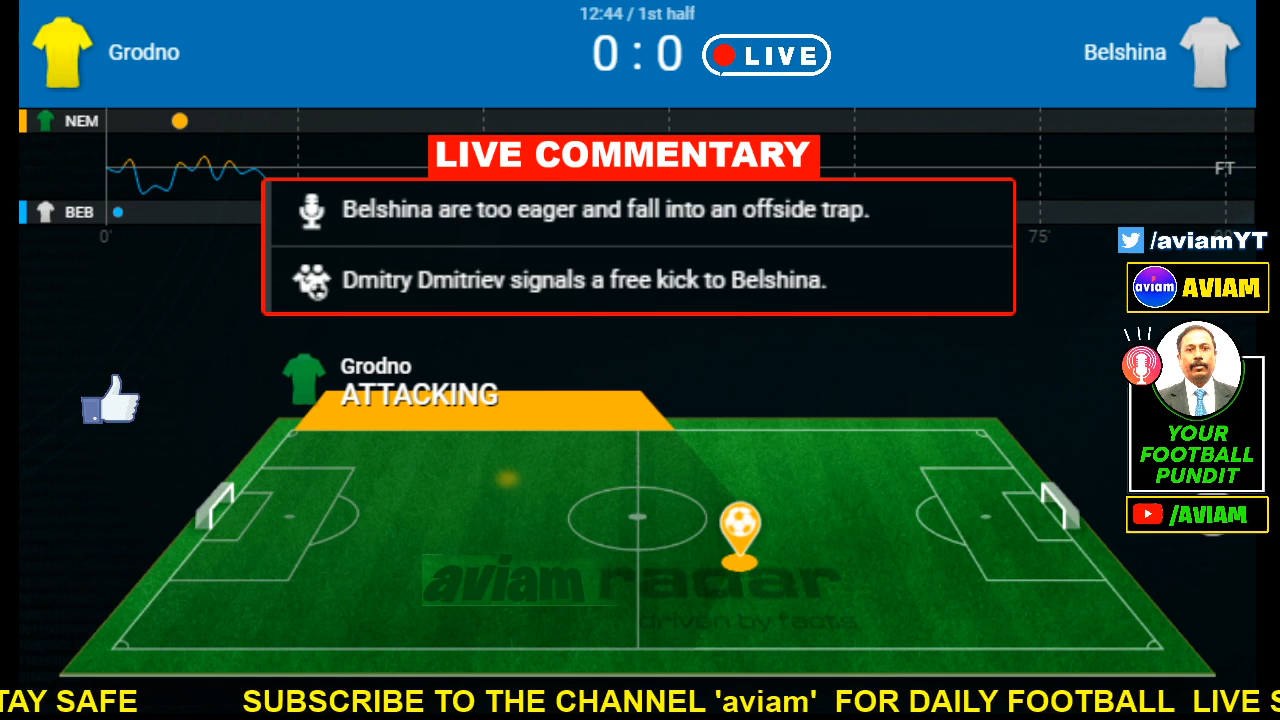 12:44 / 1st half
Grodno
0 : 0
LIVE
Belshina
NEM
LIVE COMMENTARY
FT
BEB
Belshina are too eager and fall into an offside trap.
0'
75'
/aviamYT
Dmitry Dmitriev signals a free kick to Belshina.
aviam AVIAM
Grodno
ATTACKING
YOUR
FOOTBALL
PUNDIT
/AVIAM
aviam radar
driven by facts
TAY SAFE SUBSCRIBE TO THE CHANNEL 'aviam' FOR DAILY FOOTBALL LIVE S